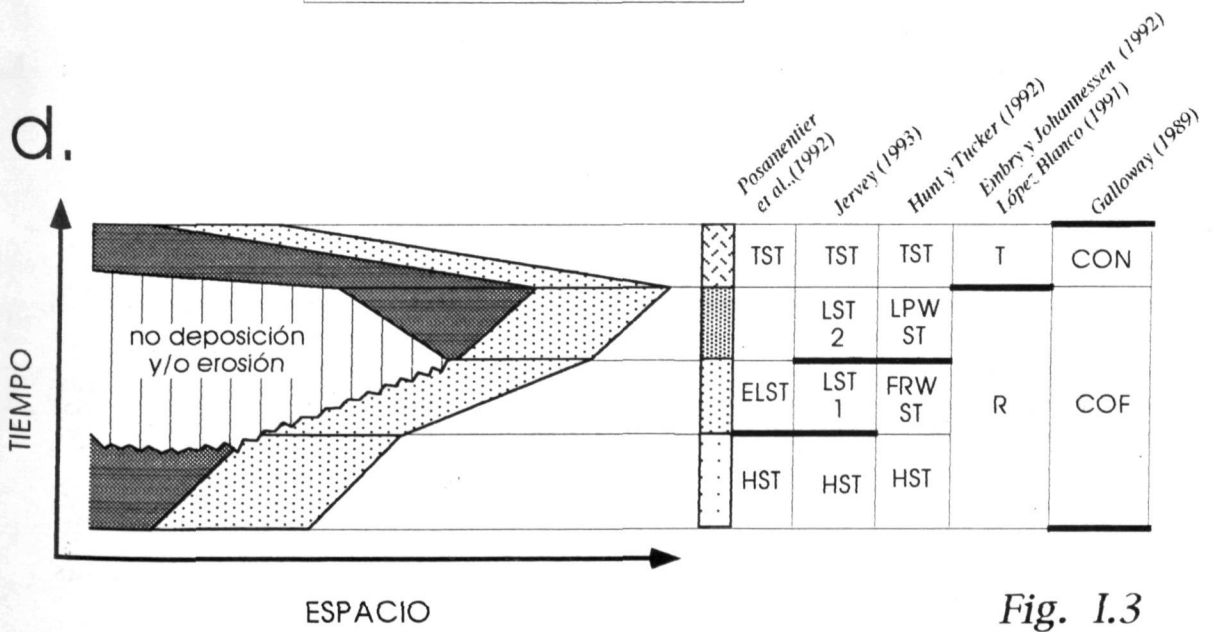 d.
Posamentier
et al.,(1992)
Jervey (1993)
Hunt y Tucker (1992)
Embry y Johannessen (1992)
López Blanco (1991)
Galloway (1989)
TIEMPO
no deposición
y/o erosión
TST
TST
TST
T
CON
LST
2
LPW
ST
ELST
LST
1
FRW
ST
R
COF
HST
HST
HST
ESPACIO
Fig. I.3